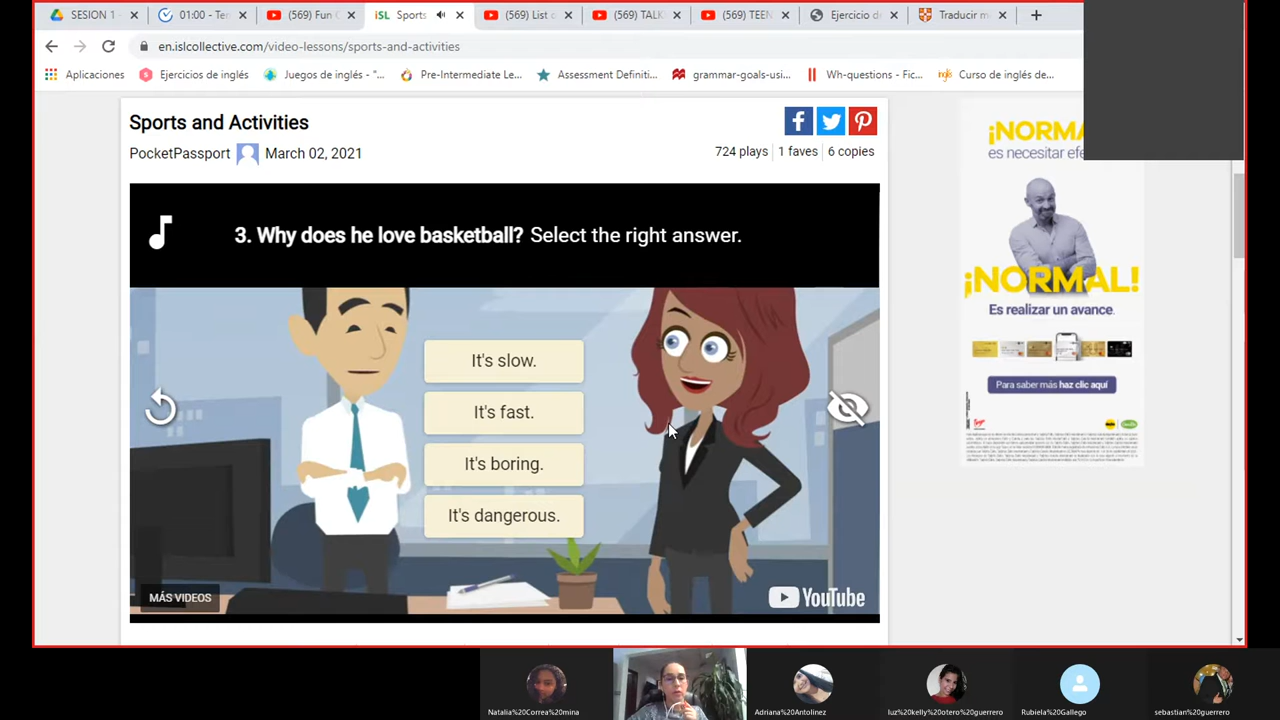 SESION 1 -
01:00 - Ter
(569) Fun C
Sports
(569) List o
(569) TALK
(569) TEEN
Ejercicio de
Traducir m
en.islcollective.com/video-lessons/sports-and-activities
Aplicaciones
Ejercicios de inglés
Juegos de inglés - "...
Pre-Intermediate Le...
Assessment Definiti...
grammar-goals-usi...
Wh-questions - Fic...
Curso de inglés de...
Sports and Activities
PocketPassport March 02, 2021
724 plays 1 faves 6 copies
3. Why does he love basketball? Select the right answer.
It's slow.
It's fast.
It's boring.
It's dangerous.
MÁS VIDEOS
YouTube
¡NORMA
es necesitar efe
¡NORMAL!
Es realizar un avance.
Para saber más haz clic aquí
Natalia%20Correa%20mina
Adriana%20Antolinez
luz%20kelly%20otero%20guerrero
Rubiela%20Gallego
sebastian%20guerrero